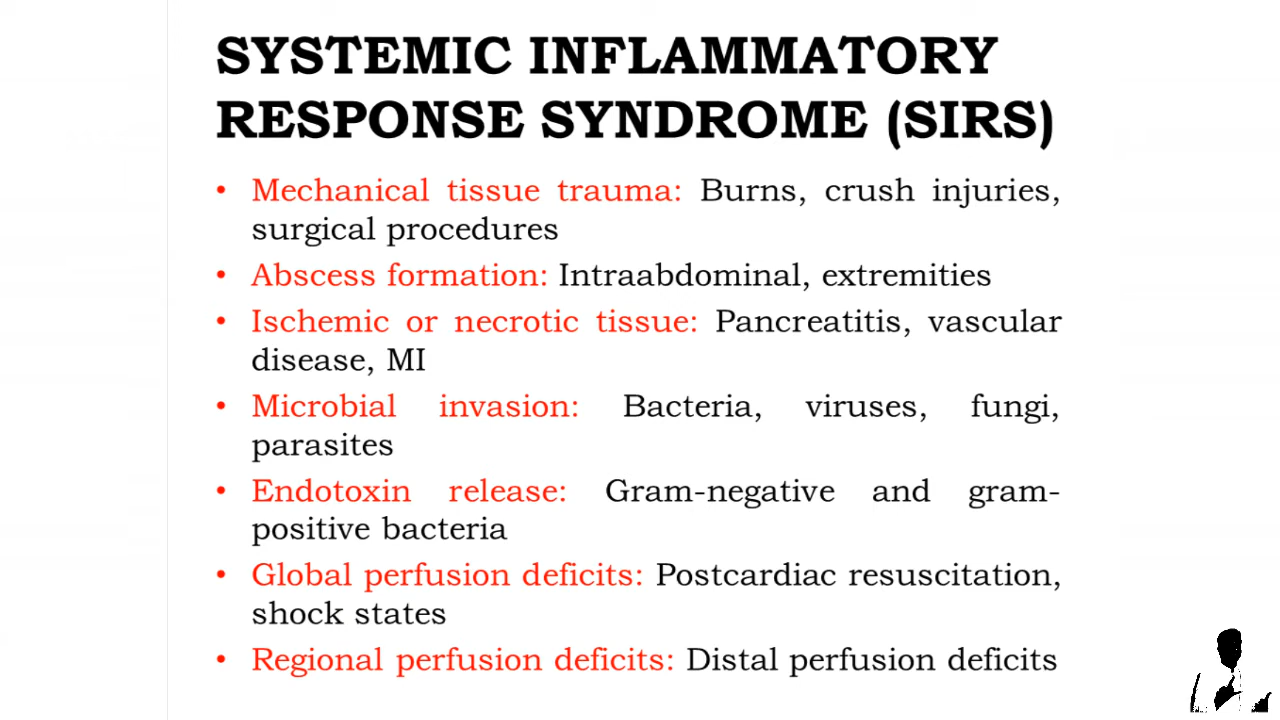 SYSTEMIC INFLAMMATORY
RESPONSE SYNDROME (SIRS)
• Mechanical tissue trauma: Burns, crush injuries,
surgical procedures
• Abscess formation: Intraabdominal, extremities
• Ischemic or necrotic tissue: Pancreatitis, vascular
disease, MI
• Microbial invasion: Bacteria, viruses, fungi,
parasites
• Endotoxin release: Gram-negative and gram-
positive bacteria
• Global perfusion deficits: Postcardiac resuscitation,
shock states
• Regional perfusion deficits: Distal perfusion deficits